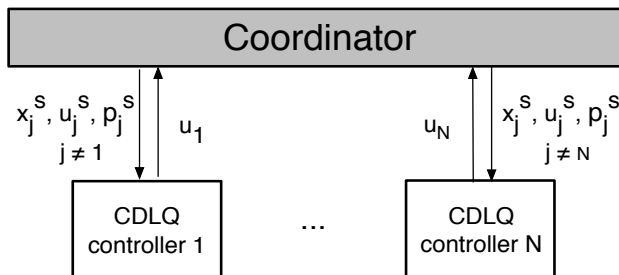 Coordinator
x_j^s, u_j^s, p_j^s
j ≠ 1
u_1
u_N
x_j^s, u_j^s, p_j^s
j ≠ N
CDLQ
controller 1
...
CDLQ
controller N